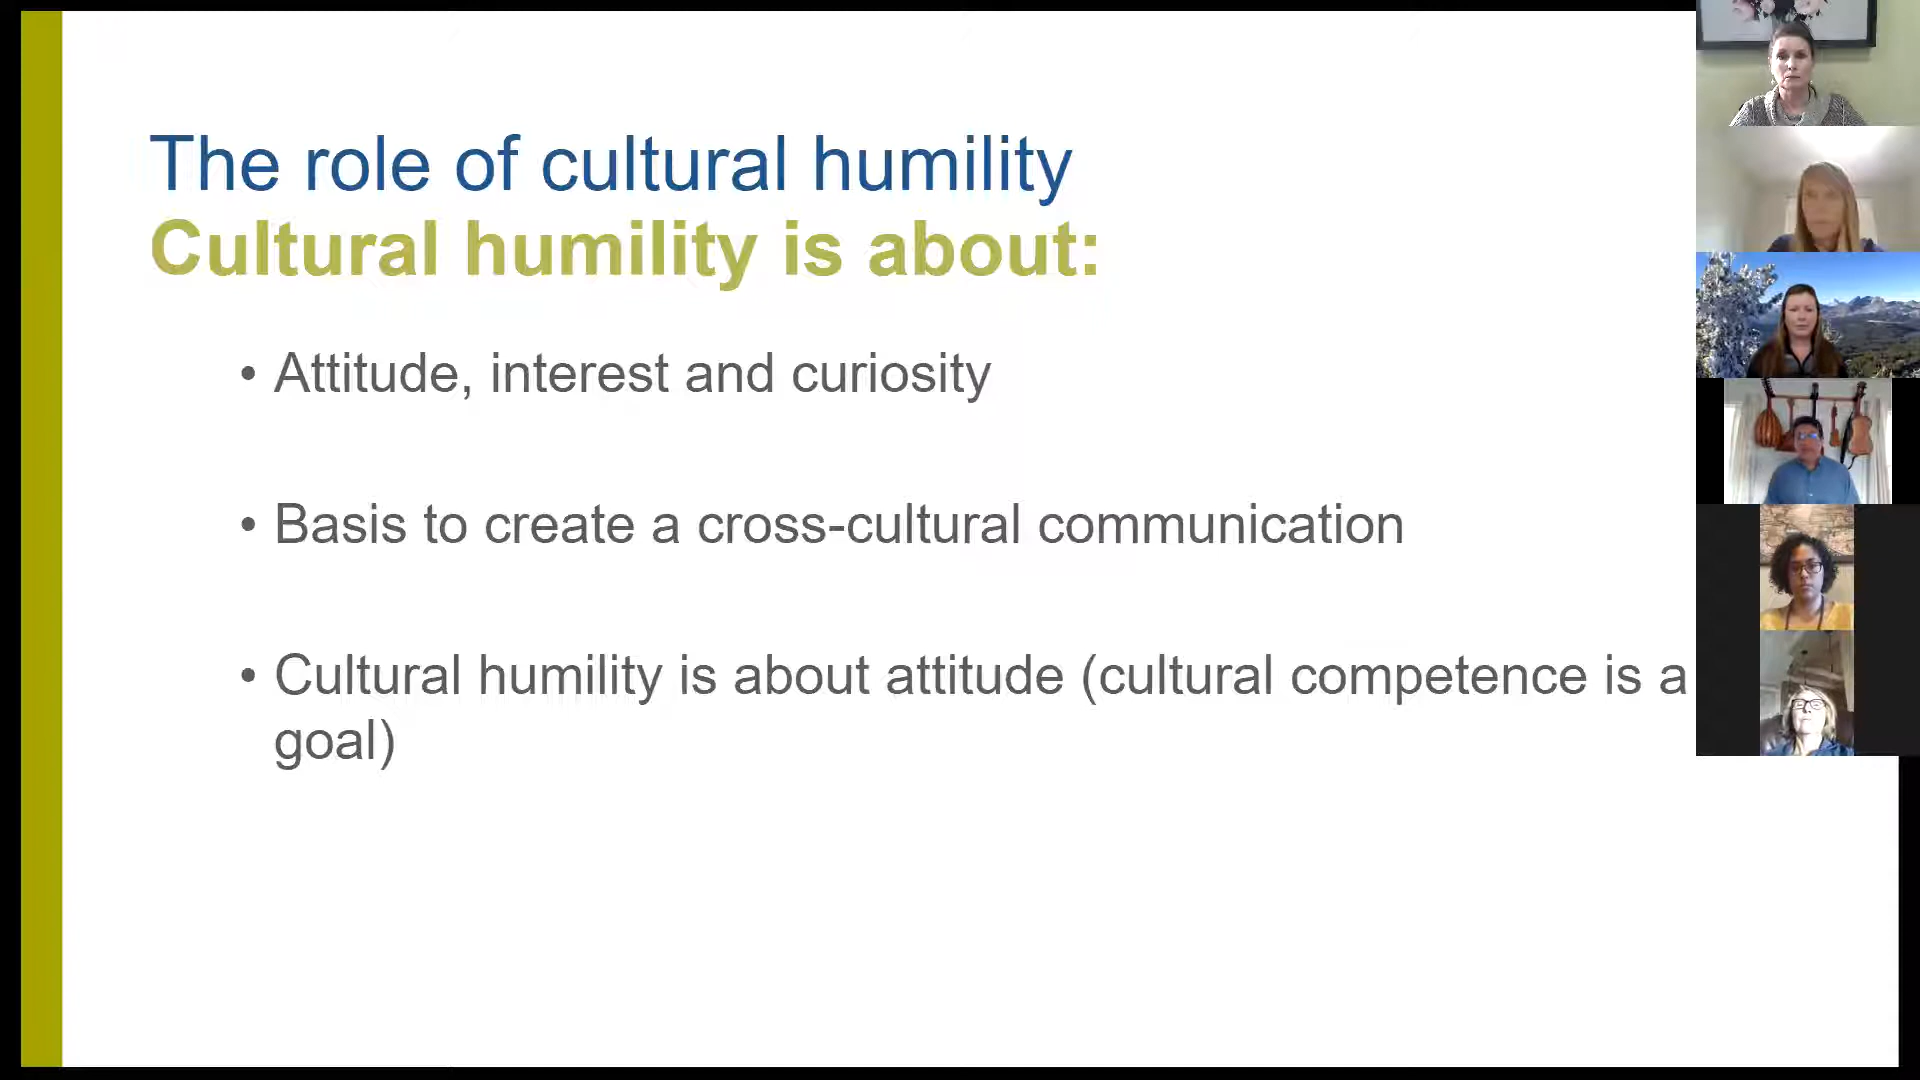 The role of cultural humility
Cultural humility is about:
• Attitude, interest and curiosity
• Basis to create a cross-cultural communication
• Cultural humility is about attitude (cultural competence is a
goal)